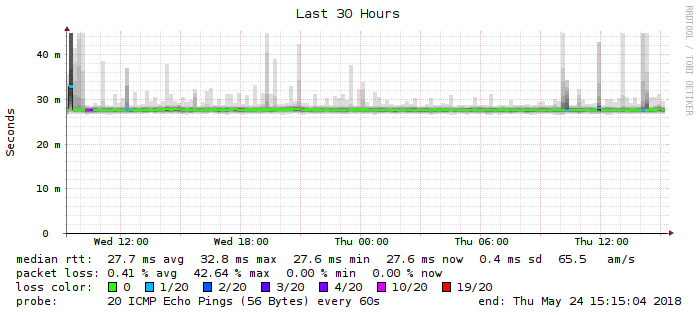 Last 30 Hours
RRDTOOL / TOBI OETIKER
Seconds
40 m
30 m
20 m
10 m
0
Wed 12:00 Wed 18:00 Thu 00:00 Thu 06:00 Thu 12:00
median rtt: 27.7 ms avg 32.8 ms max 27.6 ms min 27.6 ms now 0.4 ms sd 65.5 am/s
packet loss: 0.41 % avg 42.64 % max 0.00 % min 0.00 % now
loss color: 0 1/20 2/20 3/20 4/20 10/20 19/20
probe: 20 ICMP Echo Pings (56 Bytes) every 60s end: Thu May 24 15:15:04 2018